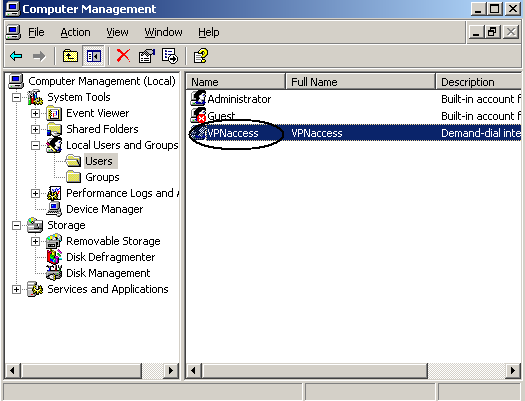 Computer Management
File Action View Window Help
Computer Management (Local)
System Tools
Event Viewer
Shared Folders
Local Users and Groups
Users
Groups
Performance Logs and A
Device Manager
Storage
Removable Storage
Disk Defragmenter
Disk Management
Services and Applications
Name Full Name Description
Administrator Built-in account f
Guest Built-in account f
VPNaccess VPNaccess Demand-dial inte